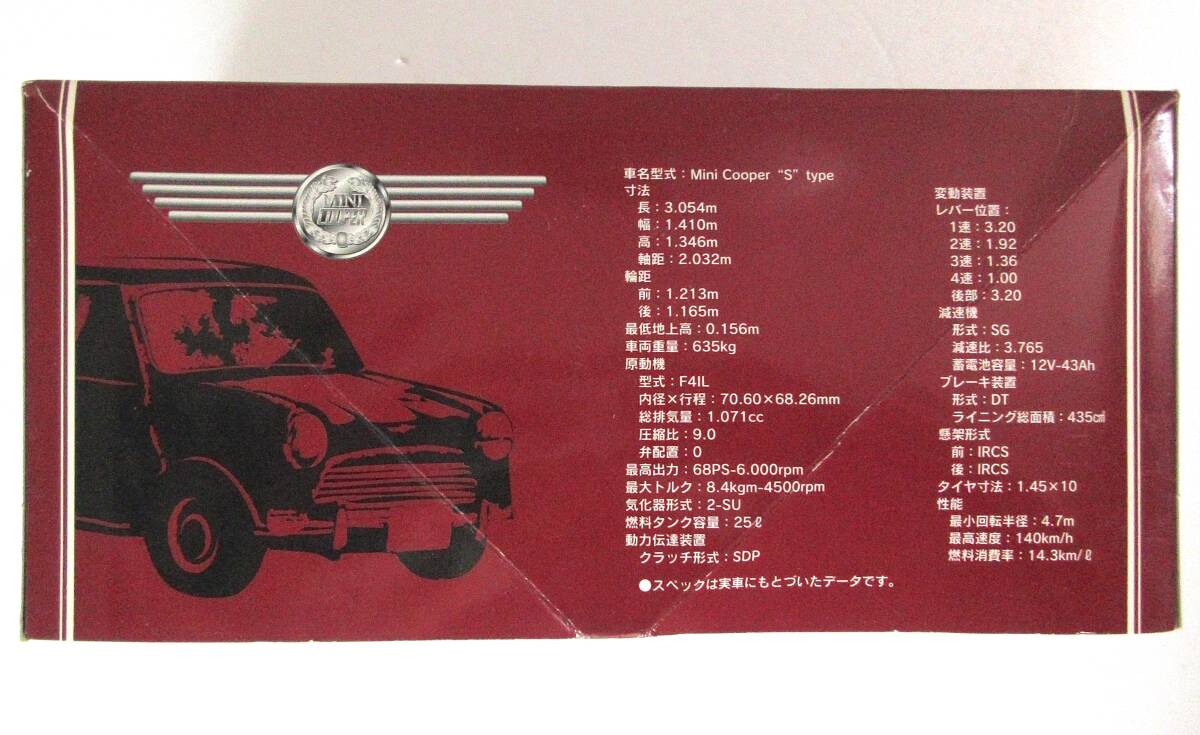 MINI
COOPER
車名型式：Mini Cooper “S” type
寸法
長：3.054m
幅：1.410m
高：1.346m
軸距：2.032m
輪距
前：1.213m
後：1.165m
最低地上高：0.156m
車両重量：635kg
原動機
型式：F4IL
内径×行程：70.60×68.26mm
総排気量：1.071cc
圧縮比：9.0
弁配置：0
最高出力：68PS-6.000rpm
最大トルク：8.4kgm-4500rpm
気化器形式：2-SU
燃料タンク容量：25ℓ
動力伝達装置
クラッチ形式：SDP
変動装置
レバー位置：
1速：3.20
2速：1.92
3速：1.36
4速：1.00
後部：3.20
減速機
形式：SG
減速比：3.765
蓄電池容量：12V-43Ah
ブレーキ装置
形式：DT
ライニング総面積：435㎠
懸架形式
前：IRCS
後：IRCS
タイヤ寸法：1.45×10
性能
最小回転半径：4.7m
最高速度：140km/h
燃料消費率：14.3km/ℓ
●スペックは実車にもとづいたデータです。